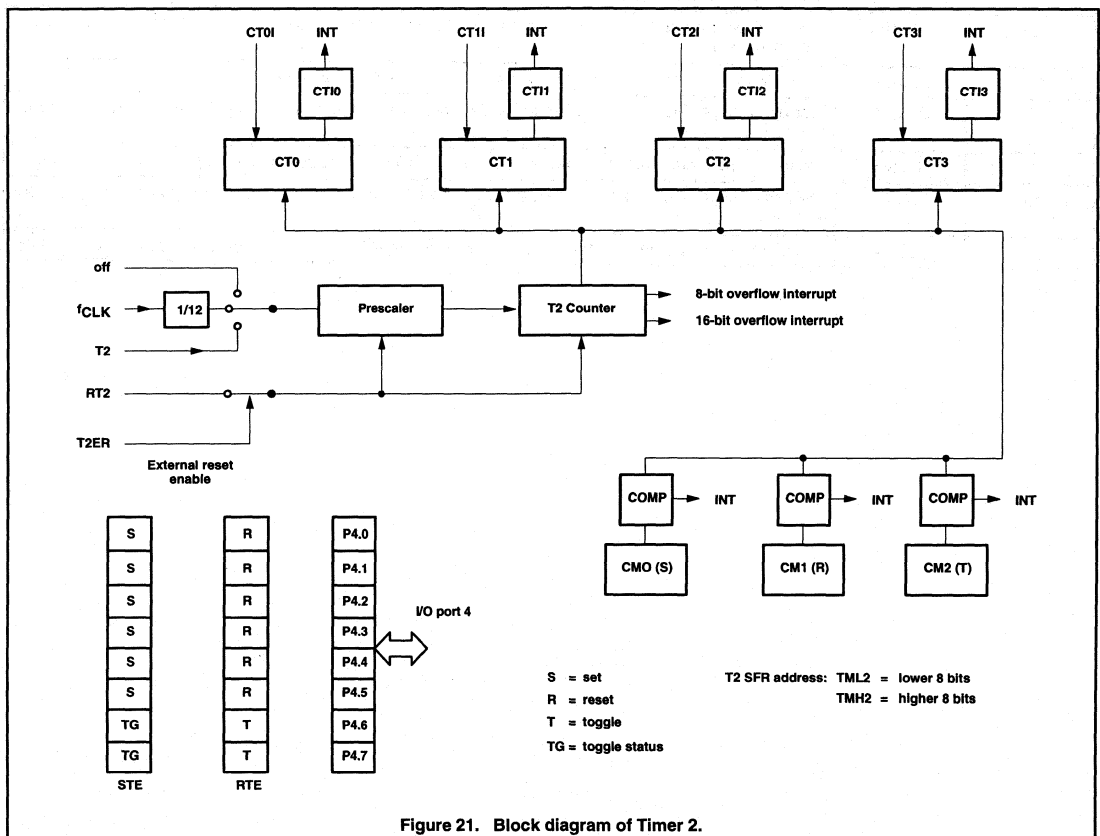 CT0I INT CT1I INT CT2I INT CT3I INT
CTI0 CTI1 CTI2 CTI3
CT0 CT1 CT2 CT3
off
fCLK 1/12 Prescaler T2 Counter 8-bit overflow interrupt
16-bit overflow interrupt
T2
RT2
T2ER
External reset
enable
COMP INT COMP INT COMP INT
CMO (S) CM1 (R) CM2 (T)
S R P4.0
S R P4.1
S R P4.2
I/O port 4
S R P4.3
S R P4.4
S R P4.5
TG T P4.6
TG T P4.7
STE RTE
S = set
R = reset
T = toggle
TG = toggle status
T2 SFR address: TML2 = lower 8 bits
TMH2 = higher 8 bits
Figure 21. Block diagram of Timer 2.